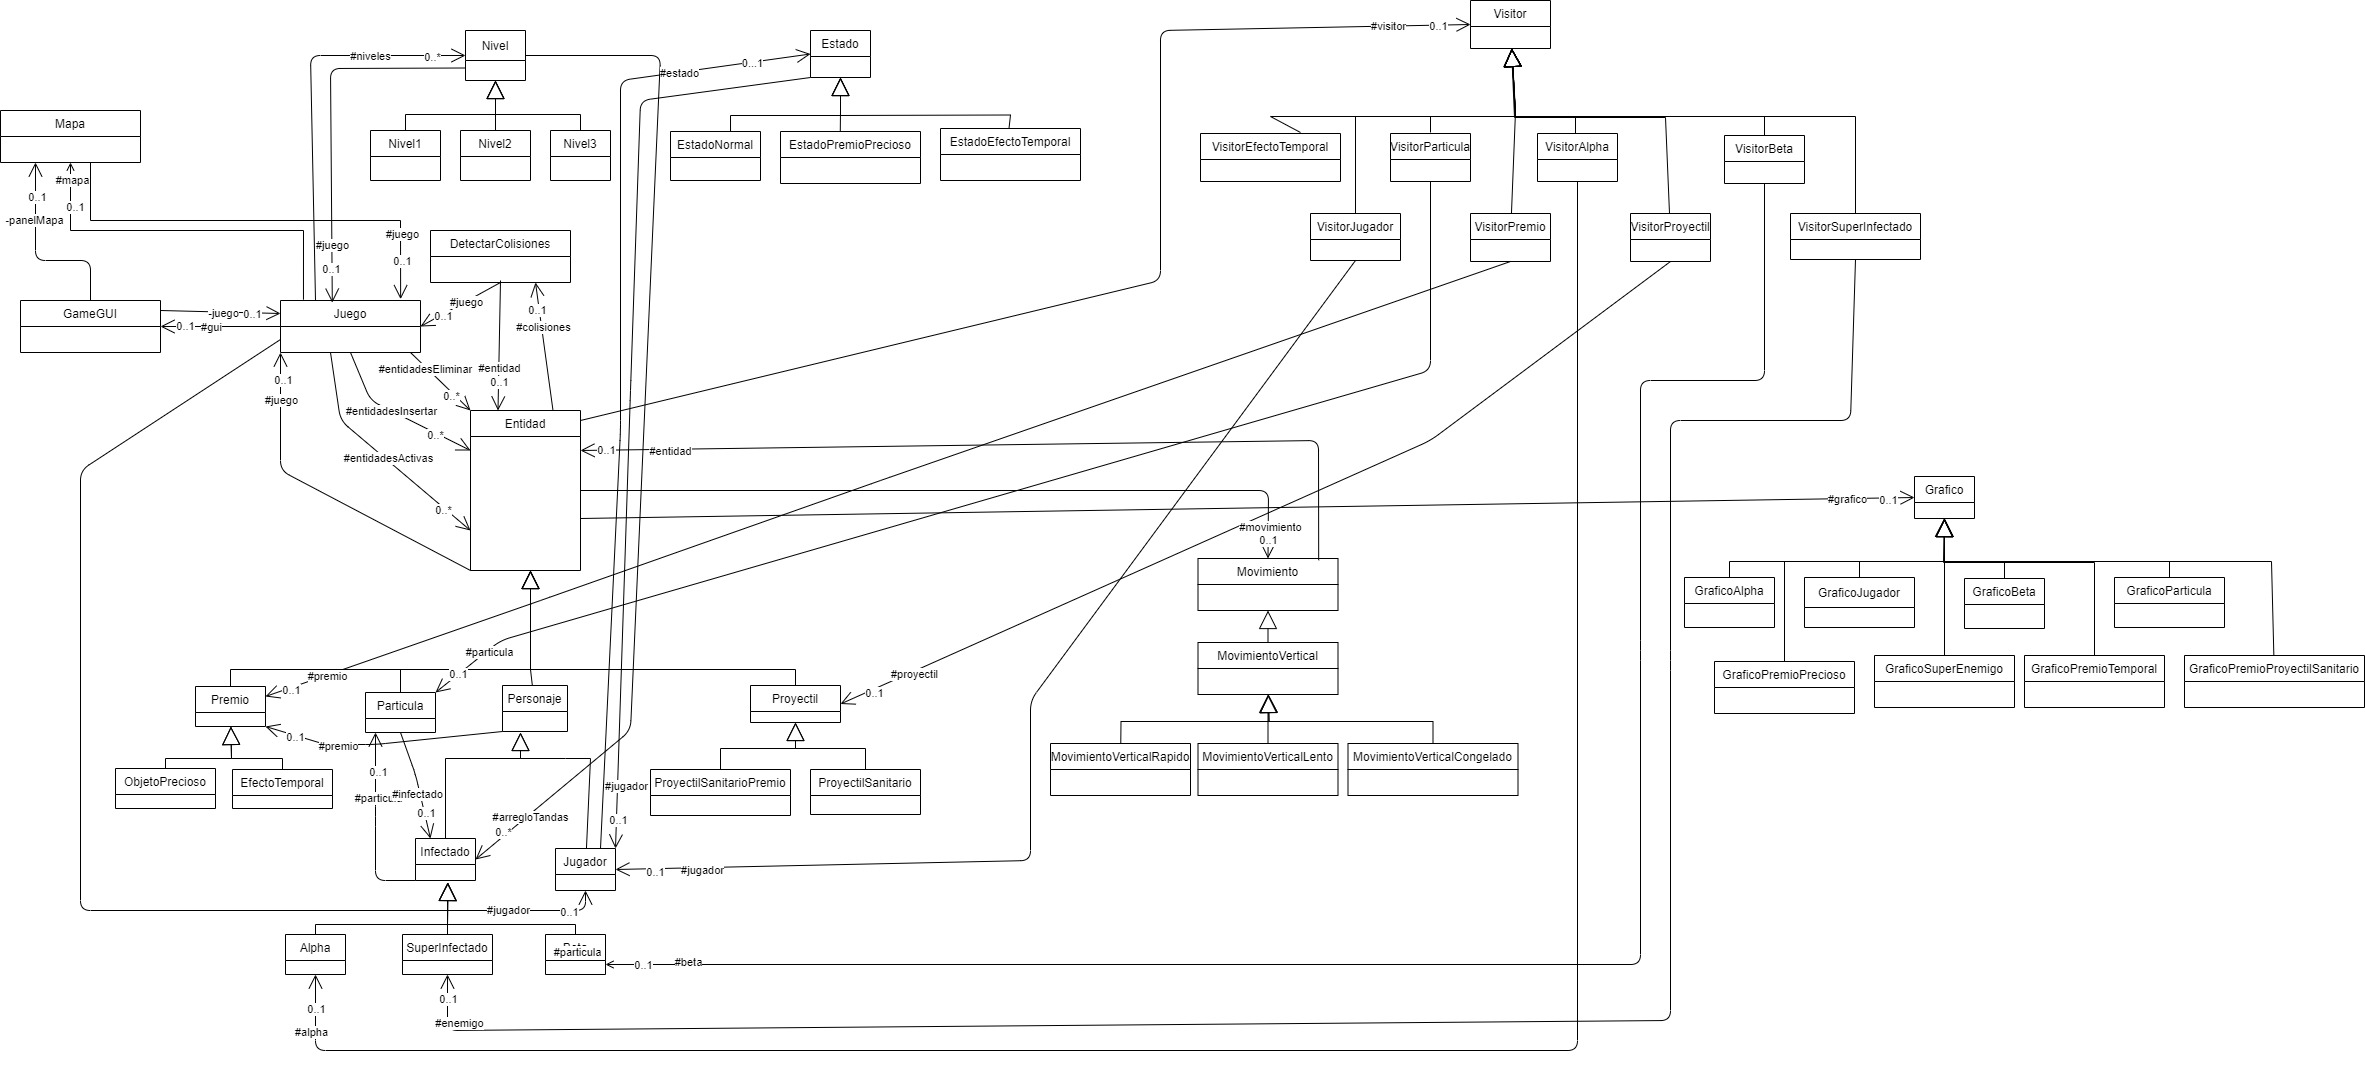 Visitor
#visitor
0..1
Nivel
Estado
#niveles
0..*
#estado
0..1
Mapa
Nivel1
Nivel2
Nivel3
EstadoNormal
EstadoPremioPrecioso
EstadoEfectoTemporal
VisitorEfectoTemporal
VisitorParticula
VisitorAlpha
VisitorBeta
#mapa
0..1
0..1
-panelMapa
VisitorJugador
VisitorPremio
VisitorProyectil
VisitorSuperInfectado
#juego
0..1
#juego
0..1
DetectarColisiones
GameGUI
-juego
0..1
0..1
#gui
Juego
#juego
0..1
0..1
#colisiones
#entidadesEliminar
0..*
#entidad
0..1
0..1
#juego
#entidadesInsertar
0..*
#entidadesActivas
0..*
Entidad
0..1
#entidad
#movimiento
0..1
#grafico
0..1
Grafico
Movimiento
GraficoAlpha
GraficoJugador
GraficoBeta
GraficoParticula
MovimientoVertical
GraficoPremioPrecioso
GraficoSuperEnemigo
GraficoPremioTemporal
GraficoPremioProyectilSanitario
#particula
0..1
#premio
0..1
#proyectil
0..1
Premio
Particula
Personaje
Proyectil
0..1
#premio
MovimientoVerticalRapido
MovimientoVerticalLento
MovimientoVerticalCongelado
ObjetoPrecioso
EfectoTemporal
0..1
#infectado
0..1
ProyectilSanitarioPremio
ProyectilSanitario
#jugador
0..1
#arregloTandas
0..*
Infectado
Jugador
0..1
#jugador
#jugador
0..1
Alpha
SuperInfectado
#particula
0..1
#beta
0..1
#alpha
0..1
#enemigo